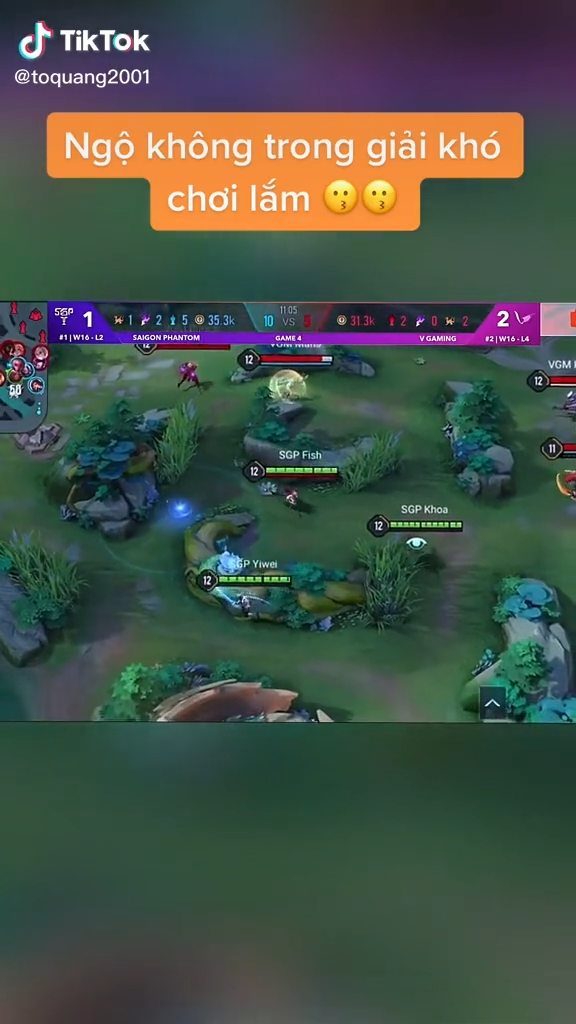 TikTok
@toquang2001
Ngộ không trong giải khó
chơi lắm 😗😗
SGP 1 1 2 5 35.3k 10 11:05 VS 31.3k 2 0 2 2
#1 | W16 - L2 SAIGON PHANTOM GAME 4 V GAMING #2 | W16 - L4
50
12
12
VGM
12
SGP Fish
12
11
SGP Khoa
12
SGP Yiwei
12